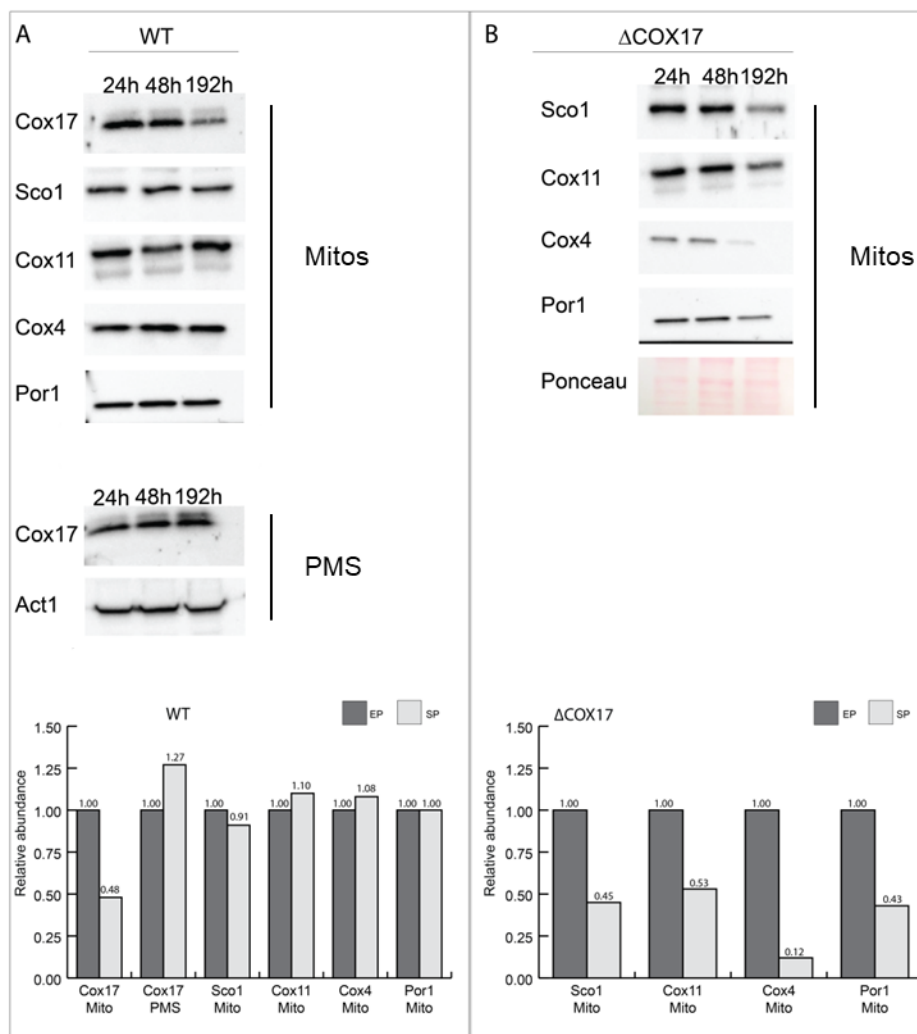 A
WT
24h 48h 192h
Cox17
Sco1
Cox11
Cox4
Por1
Mitos
24h 48h 192h
Cox17
Act1
PMS
WT
EP SP
Relative abundance
1.50
1.25
1.00
0.75
0.50
0.25
0.00
1.00 0.48 1.00 1.27 1.00 0.91 1.00 1.10 1.00 1.08 1.00 1.00
Cox17 Cox17 Sco1 Cox11 Cox4 Por1
Mito PMS Mito Mito Mito Mito
B
ΔCOX17
24h 48h 192h
Sco1
Cox11
Cox4
Por1
Ponceau
Mitos
ΔCOX17
EP SP
Relative abundance
1.50
1.25
1.00
0.75
0.50
0.25
0.00
1.00 0.45 1.00 0.53 1.00 0.12 1.00 0.43
Sco1 Cox11 Cox4 Por1
Mito Mito Mito Mito